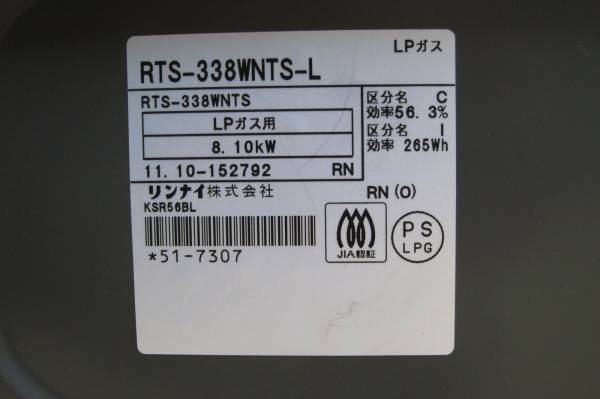 LPガス
RTS-338WNTS-L
RTS-338WNTS
LPガス用
8.10kW
11.10-152792 RN
区分名 C
効率56.3%
区分名 I
効率 265Wh
リンナイ株式会社 RN(O)
KSR56BL
*51-7307
JIA認証
PS
LPG